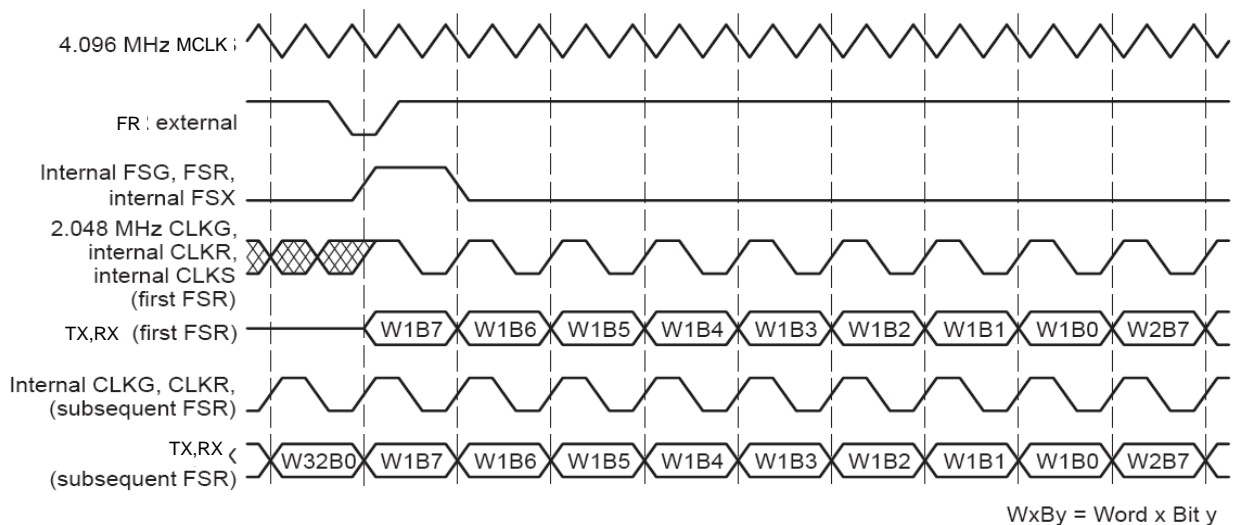 4.096 MHz MCLK
FR : external
Internal FSG, FSR,
internal FSX
2.048 MHz CLKG,
internal CLKR,
internal CLKS
(first FSR)
TX,RX (first FSR)
W1B7 W1B6 W1B5 W1B4 W1B3 W1B2 W1B1 W1B0 W2B7
Internal CLKG, CLKR,
(subsequent FSR)
TX,RX
(subsequent FSR)
W32B0 W1B7 W1B6 W1B5 W1B4 W1B3 W1B2 W1B1 W1B0 W2B7
WxBy = Word x Bit y